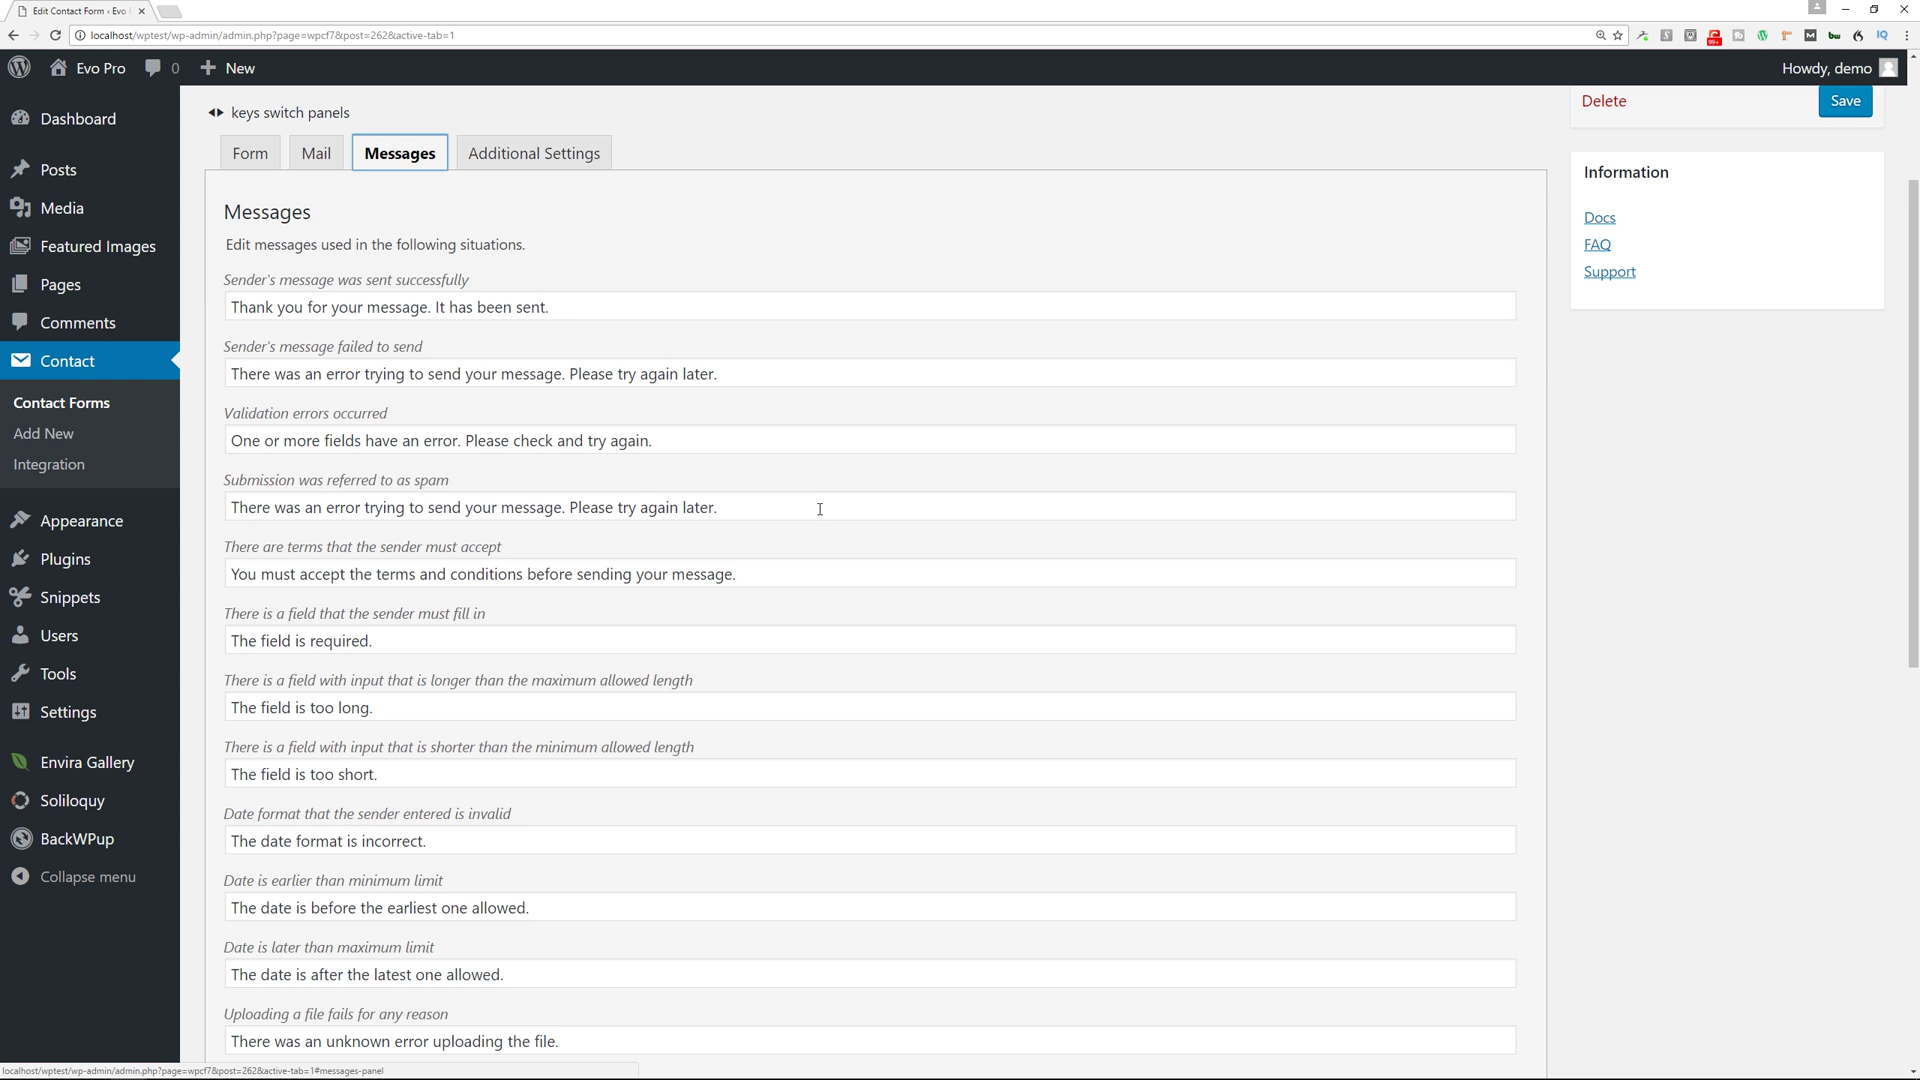 Edit Contact Form ‹ Evo
localhost/wptest/wp-admin/admin.php?page=wpcf7&post=262&active-tab=1
Evo Pro
0
New
Howdy, demo
Dashboard
Posts
Media
Featured Images
Pages
Comments
Contact
Contact Forms
Add New
Integration
Appearance
Plugins
Snippets
Users
Tools
Settings
Envira Gallery
Soliloquy
BackWPup
Collapse menu
keys switch panels
Form
Mail
Messages
Additional Settings
Messages
Edit messages used in the following situations.
Sender's message was sent successfully
Thank you for your message. It has been sent.
Sender's message failed to send
There was an error trying to send your message. Please try again later.
Validation errors occurred
One or more fields have an error. Please check and try again.
Submission was referred to as spam
There was an error trying to send your message. Please try again later.
There are terms that the sender must accept
You must accept the terms and conditions before sending your message.
There is a field that the sender must fill in
The field is required.
There is a field with input that is longer than the maximum allowed length
The field is too long.
There is a field with input that is shorter than the minimum allowed length
The field is too short.
Date format that the sender entered is invalid
The date format is incorrect.
Date is earlier than minimum limit
The date is before the earliest one allowed.
Date is later than maximum limit
The date is after the latest one allowed.
Uploading a file fails for any reason
There was an unknown error uploading the file.
Delete
Save
Information
Docs
FAQ
Support
localhost/wptest/wp-admin/admin.php?page=wpcf7&post=262&active-tab=1#messages-panel